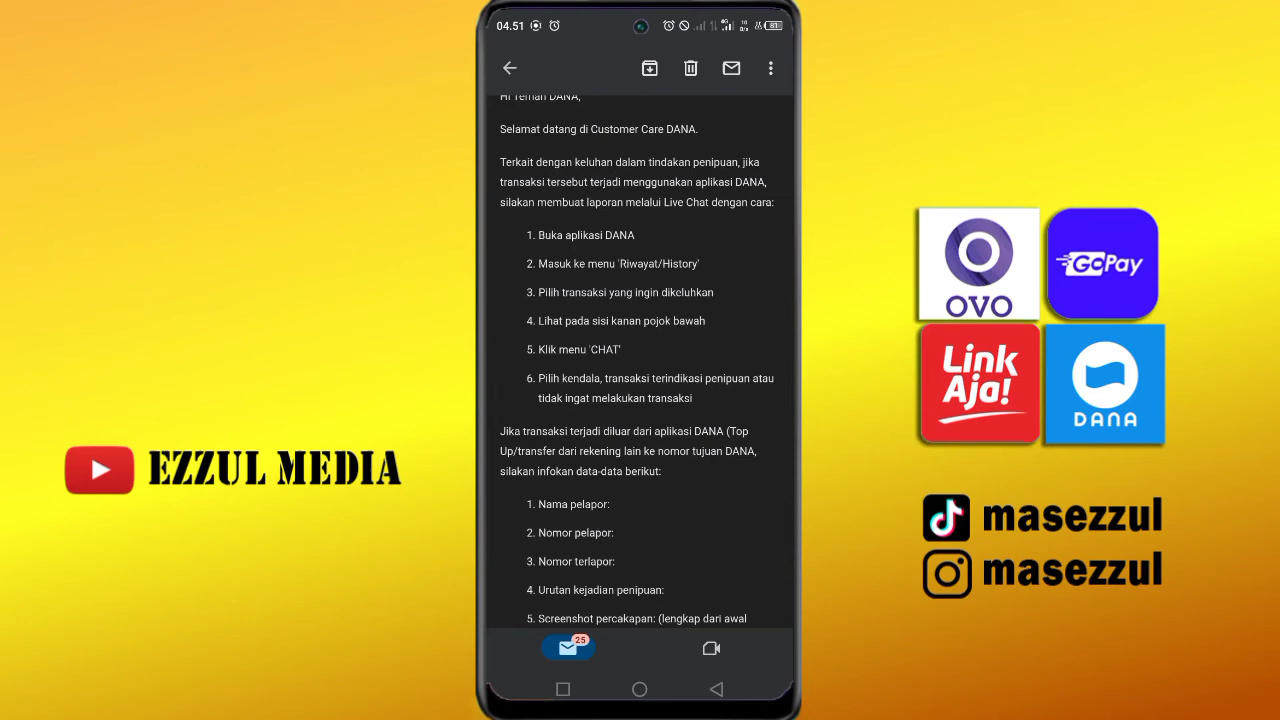 04.51
81
Hi Teman DANA,
Selamat datang di Customer Care DANA.
Terkait dengan keluhan dalam tindakan penipuan, jika
transaksi tersebut terjadi menggunakan aplikasi DANA,
silakan membuat laporan melalui Live Chat dengan cara:
1. Buka aplikasi DANA
2. Masuk ke menu 'Riwayat/History'
3. Pilih transaksi yang ingin dikeluhkan
4. Lihat pada sisi kanan pojok bawah
5. Klik menu 'CHAT'
6. Pilih kendala, transaksi terindikasi penipuan atau
tidak ingat melakukan transaksi
Jika transaksi terjadi diluar dari aplikasi DANA (Top
Up/transfer dari rekening lain ke nomor tujuan DANA,
silakan infokan data-data berikut:
1. Nama pelapor:
2. Nomor pelapor:
3. Nomor terlapor:
4. Urutan kejadian penipuan:
5. Screenshot percakapan: (lengkap dari awal
25
EZZUL MEDIA
OVO
GoPay
Link
Aja!
DANA
masezzul
masezzul